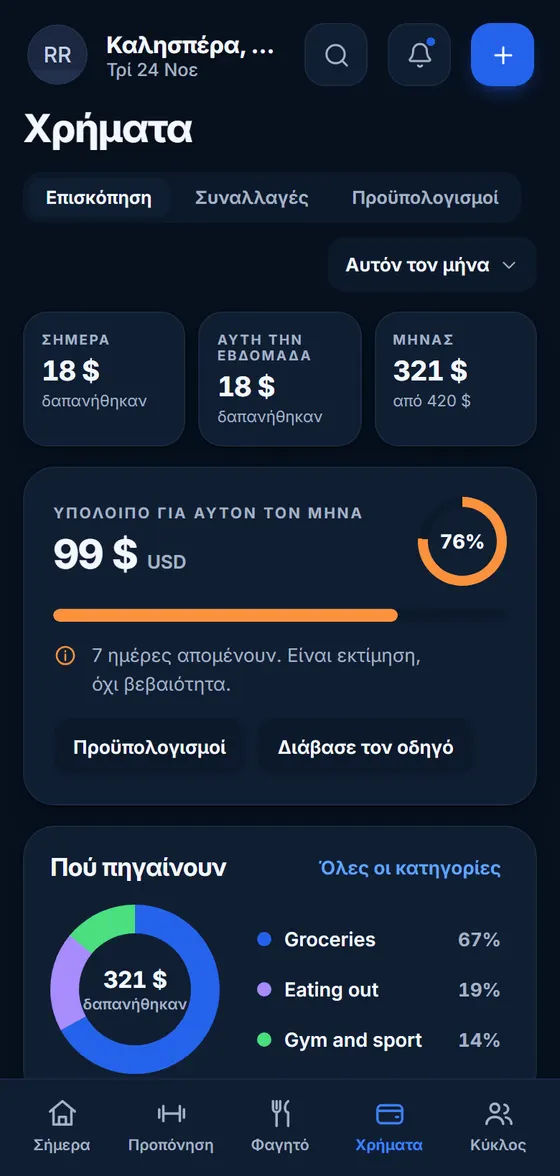 RR
Καλησπέρα, ...
Τρί 24 Νοε
Χρήματα
Επισκόπηση Συναλλαγές Προϋπολογισμοί
Αυτόν τον μήνα
ΣΗΜΕΡΑ
18 $
δαπανήθηκαν
ΑΥΤΗ ΤΗΝ
ΕΒΔΟΜΑΔΑ
18 $
δαπανήθηκαν
ΜΗΝΑΣ
321 $
από 420 $
ΥΠΟΛΟΙΠΟ ΓΙΑ ΑΥΤΟΝ ΤΟΝ ΜΗΝΑ
99 $ USD
76%
7 ημέρες απομένουν. Είναι εκτίμηση,
όχι βεβαιότητα.
Προϋπολογισμοί Διάβασε τον οδηγό
Πού πηγαίνουν Όλες οι κατηγορίες
321 $
δαπανήθηκαν
Groceries 67%
Eating out 19%
Gym and sport 14%
Σήμερα Προπόνηση Φαγητό Χρήματα Κύκλος